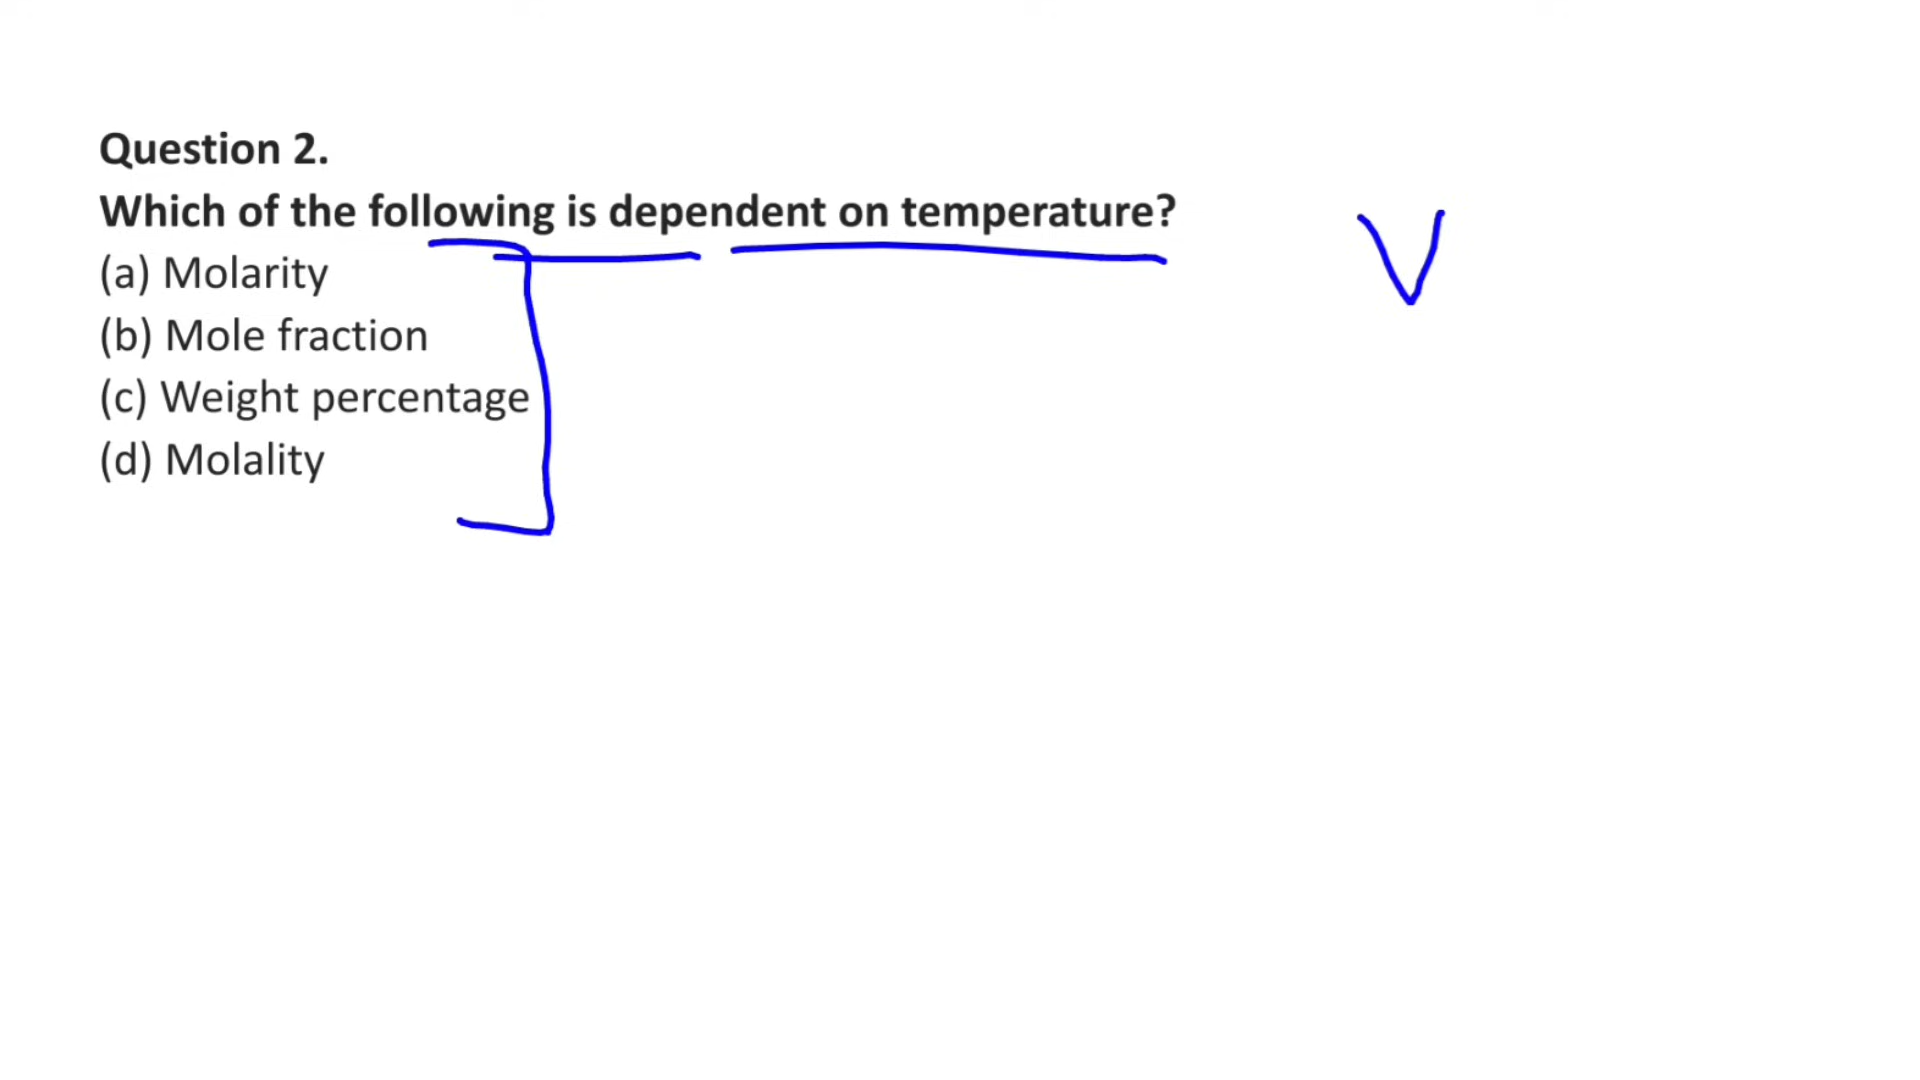 Question 2.
Which of the following is dependent on temperature?
(a) Molarity
(b) Mole fraction
(c) Weight percentage
(d) Molality
V